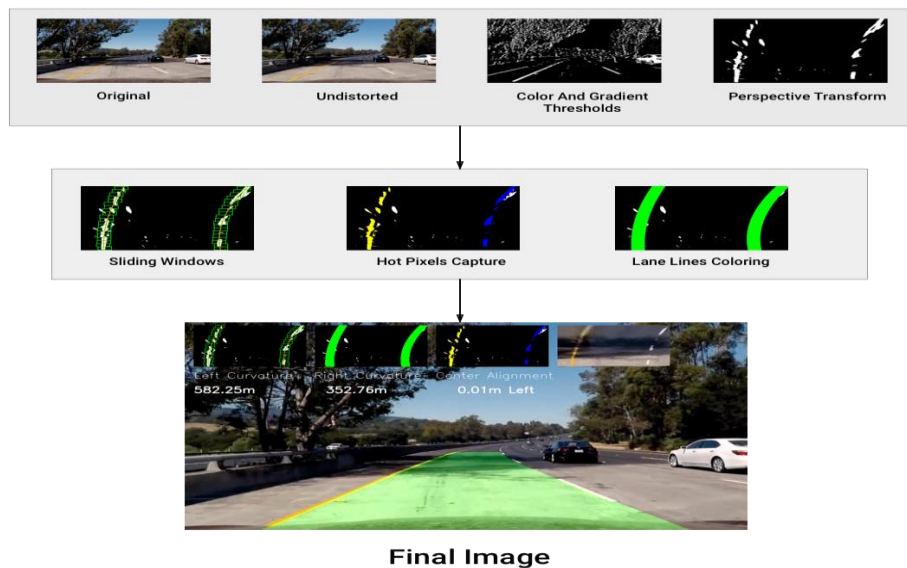 Original
Undistorted
Color And Gradient
Thresholds
Perspective Transform
Sliding Windows
Hot Pixels Capture
Lane Lines Coloring
Left Curvature
Right Curvature
Center Alignment
582.25m
352.76m
0.01m Left
Final Image